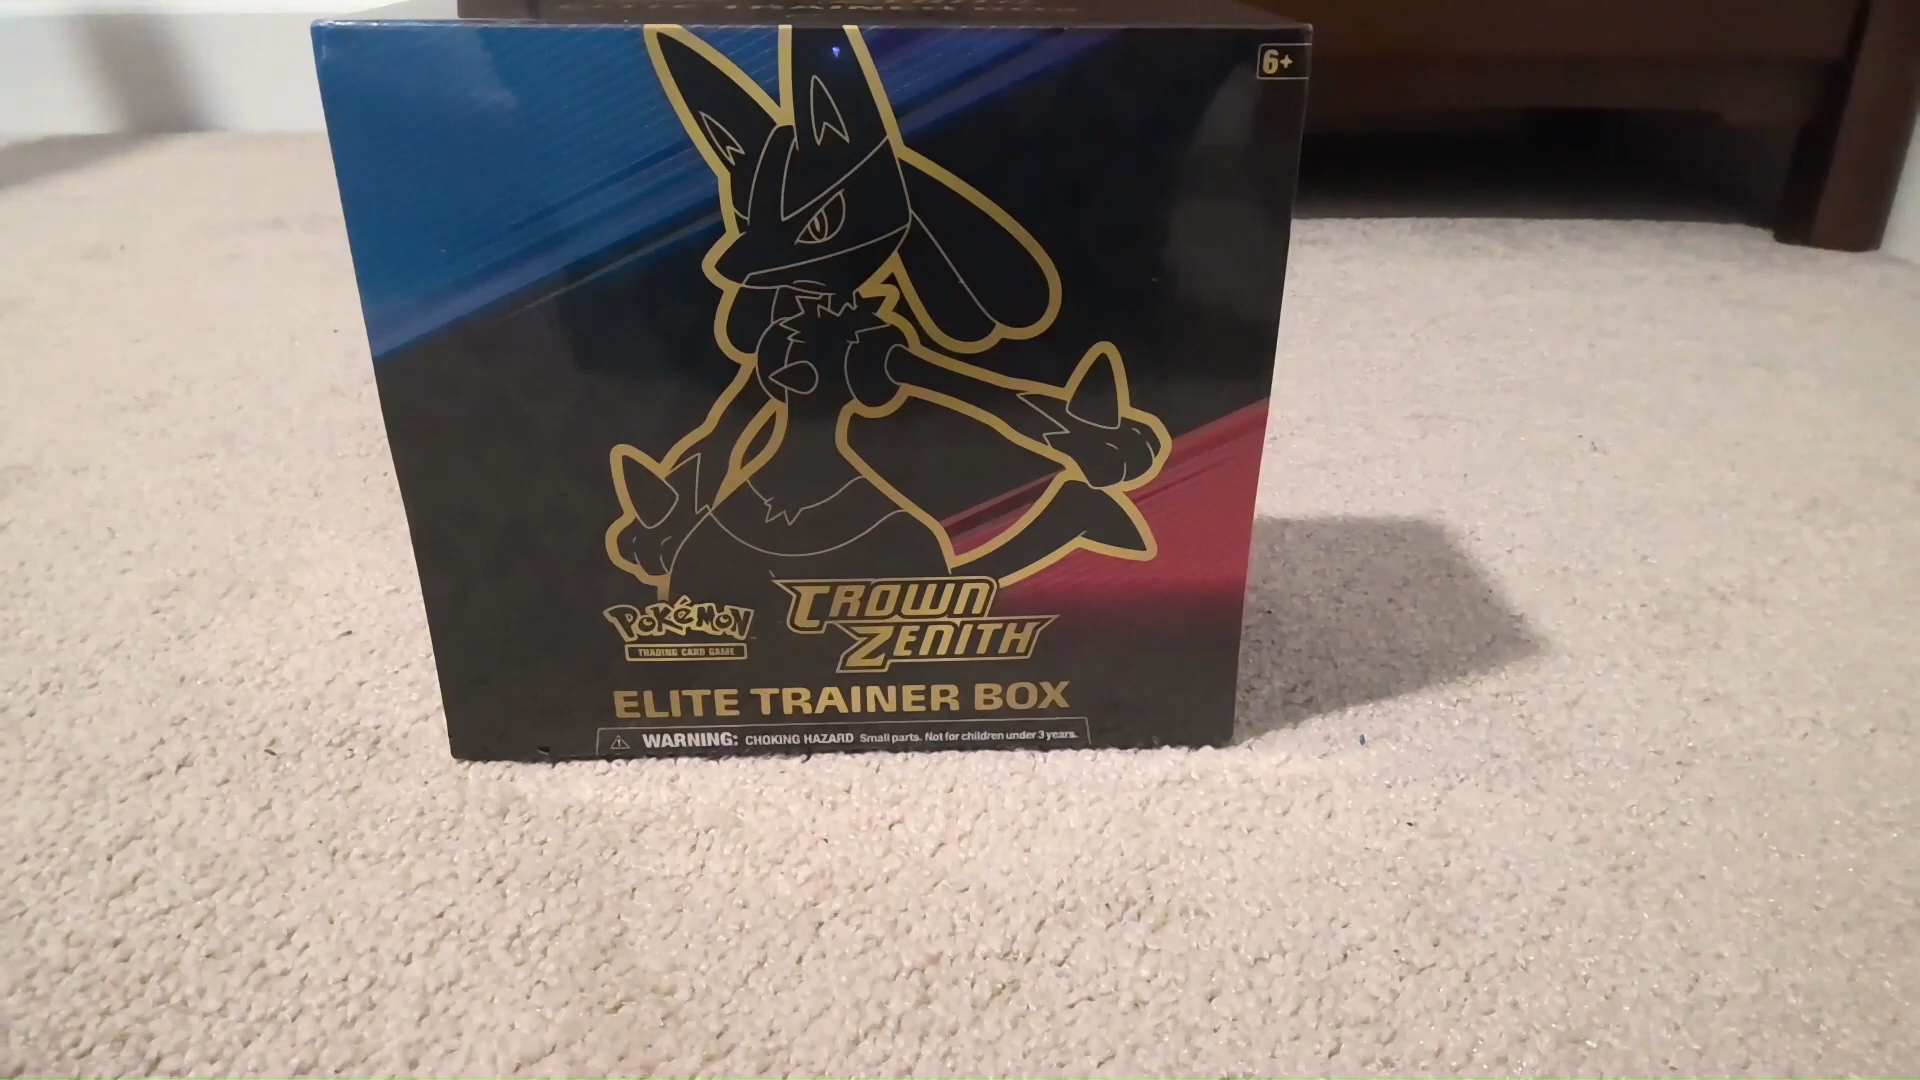 6+
POKÉMON
TRADING CARD GAME
CROWN
ZENITH
ELITE TRAINER BOX
WARNING: CHOKING HAZARD Small parts. Not for children under 3 years.